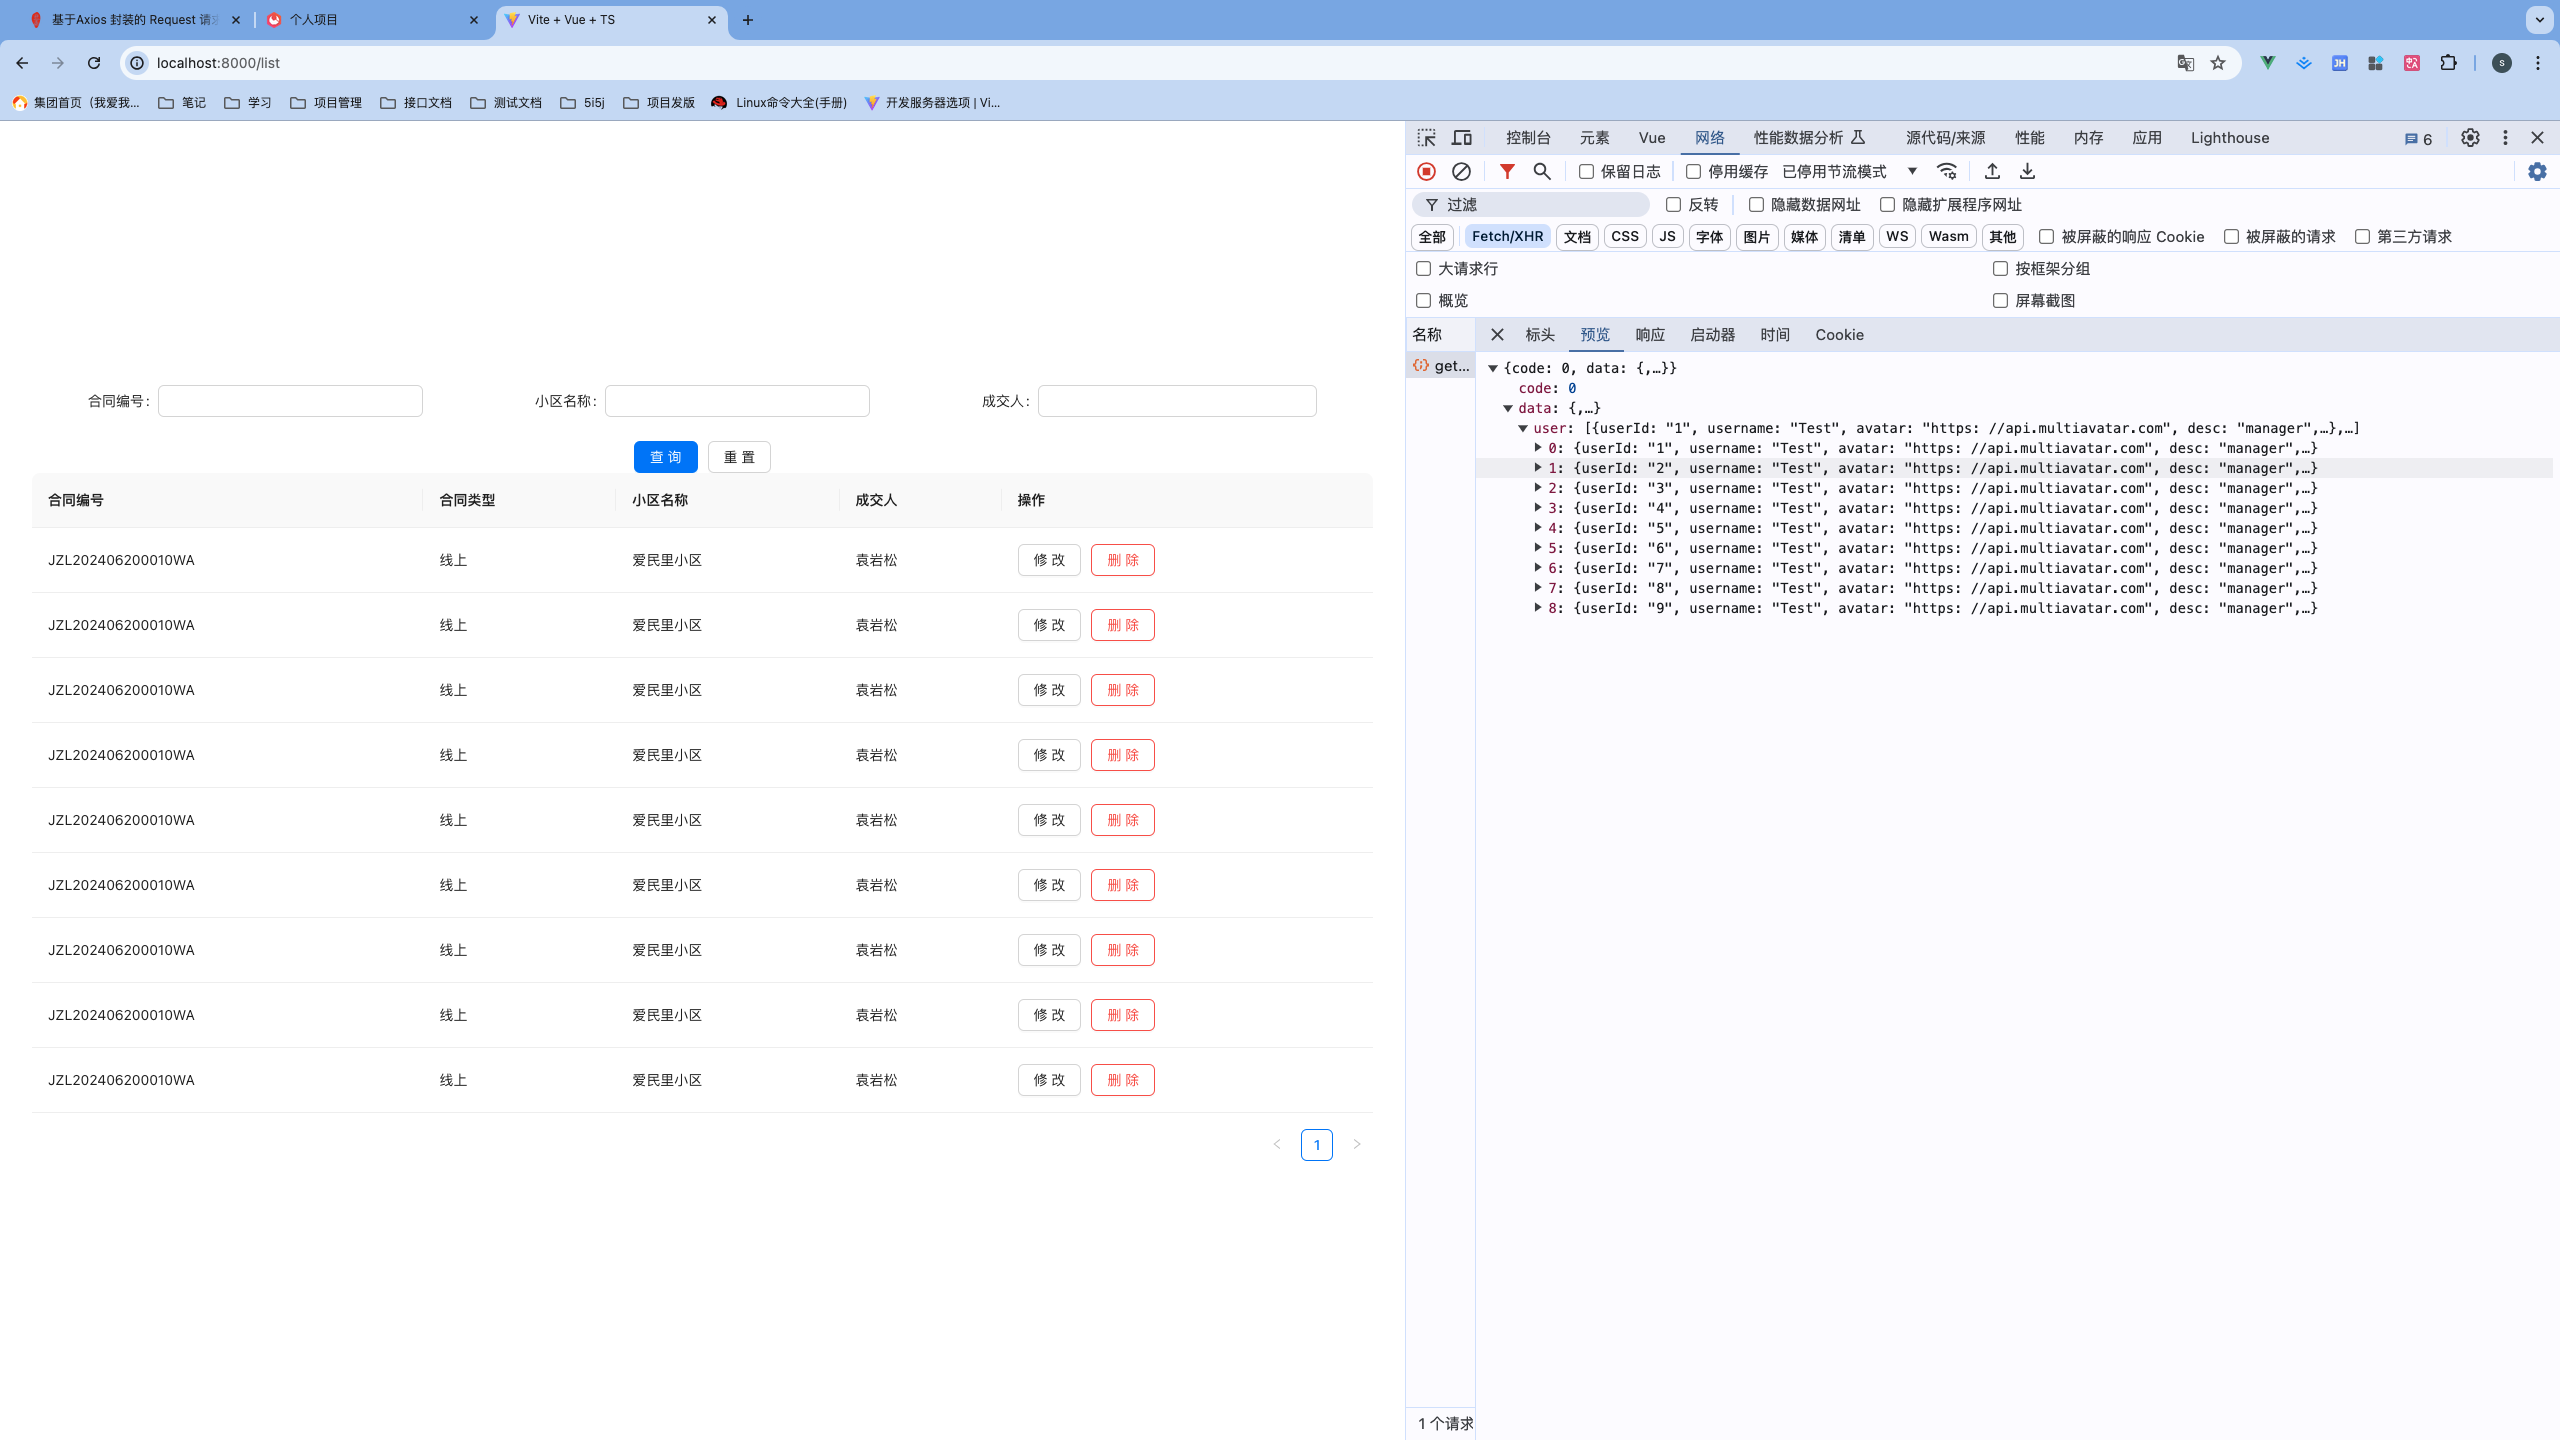 基于Axios 封装的 Request 请求
个人项目
Vite + Vue + TS
localhost:8000/list
集团首页（我爱我...
笔记
学习
项目管理
接口文档
测试文档
5i5j
项目发版
Linux命令大全(手册)
开发服务器选项 | Vi...
控制台 元素 Vue 网络 性能数据分析 源代码/来源 性能 内存 应用 Lighthouse 6
保留日志 停用缓存 已停用节流模式
过滤 反转 隐藏数据网址 隐藏扩展程序网址
全部 Fetch/XHR 文档 CSS JS 字体 图片 媒体 清单 WS Wasm 其他 被屏蔽的响应 Cookie 被屏蔽的请求 第三方请求
大请求行 按框架分组
概览 屏幕截图
名称 标头 预览 响应 启动器 时间 Cookie
get...
{code: 0, data: {,…}}
code: 0
data: {,…}
user: [{userId: "1", username: "Test", avatar: "https: //api.multiavatar.com", desc: "manager",…},…]
0: {userId: "1", username: "Test", avatar: "https: //api.multiavatar.com", desc: "manager",…}
1: {userId: "2", username: "Test", avatar: "https: //api.multiavatar.com", desc: "manager",…}
2: {userId: "3", username: "Test", avatar: "https: //api.multiavatar.com", desc: "manager",…}
3: {userId: "4", username: "Test", avatar: "https: //api.multiavatar.com", desc: "manager",…}
4: {userId: "5", username: "Test", avatar: "https: //api.multiavatar.com", desc: "manager",…}
5: {userId: "6", username: "Test", avatar: "https: //api.multiavatar.com", desc: "manager",…}
6: {userId: "7", username: "Test", avatar: "https: //api.multiavatar.com", desc: "manager",…}
7: {userId: "8", username: "Test", avatar: "https: //api.multiavatar.com", desc: "manager",…}
8: {userId: "9", username: "Test", avatar: "https: //api.multiavatar.com", desc: "manager",…}
1 个请求
合同编号: 小区名称: 成交人:
查 询 重 置
合同编号 合同类型 小区名称 成交人 操作
JZL202406200010WA 线上 爱民里小区 袁岩松 修 改 删 除
JZL202406200010WA 线上 爱民里小区 袁岩松 修 改 删 除
JZL202406200010WA 线上 爱民里小区 袁岩松 修 改 删 除
JZL202406200010WA 线上 爱民里小区 袁岩松 修 改 删 除
JZL202406200010WA 线上 爱民里小区 袁岩松 修 改 删 除
JZL202406200010WA 线上 爱民里小区 袁岩松 修 改 删 除
JZL202406200010WA 线上 爱民里小区 袁岩松 修 改 删 除
JZL202406200010WA 线上 爱民里小区 袁岩松 修 改 删 除
JZL202406200010WA 线上 爱民里小区 袁岩松 修 改 删 除
1